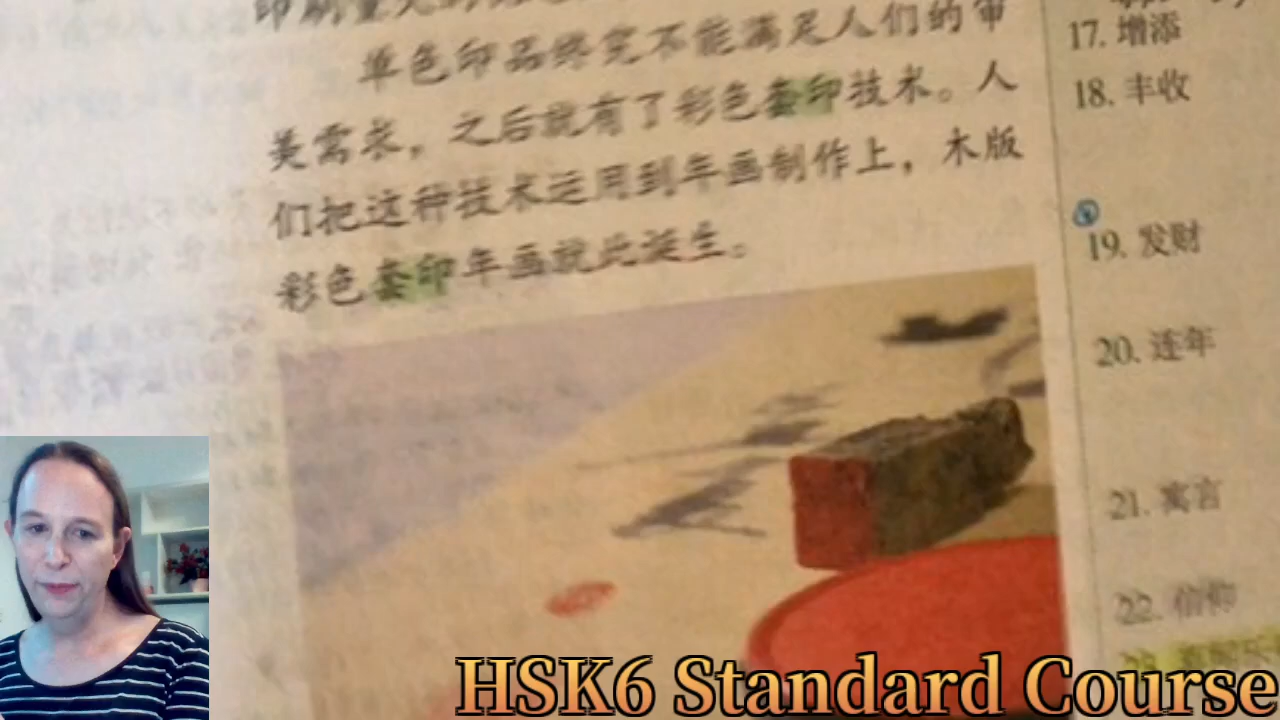 单色印品终究不能满足人们的审
美需求，之后就有了彩色套印技术。人
们把这种技术运用到年画制作上，木版
彩色套印年画就此诞生。
17. 增添
18. 丰收
19. 发财
20. 连年
21. 寓言
22. 信仰
HSK6 Standard Course